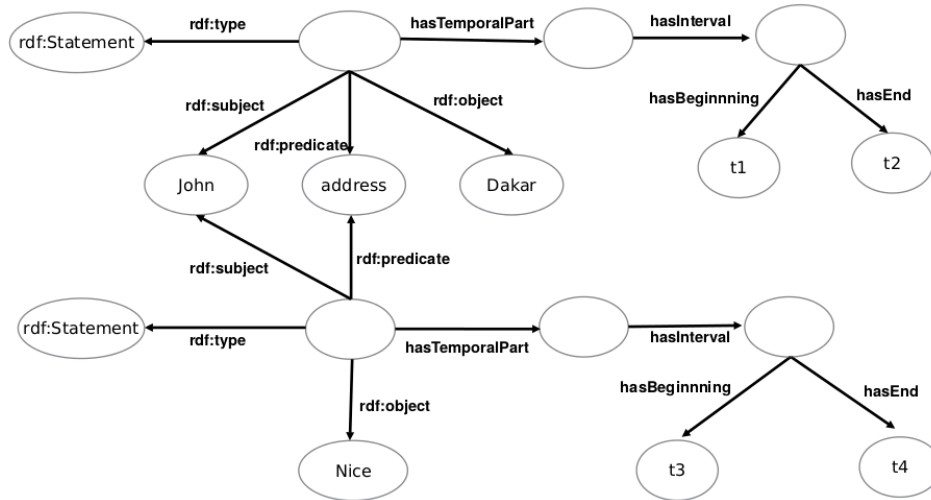 rdf:type
hasTemporalPart
hasInterval
rdf:Statement
hasBeginnning
hasEnd
rdf:subject
rdf:object
rdf:predicate
t1
t2
John
address
Dakar
rdf:subject
rdf:predicate
rdf:Statement
rdf:type
hasTemporalPart
hasInterval
hasBeginnning
hasEnd
rdf:object
Nice
t3
t4